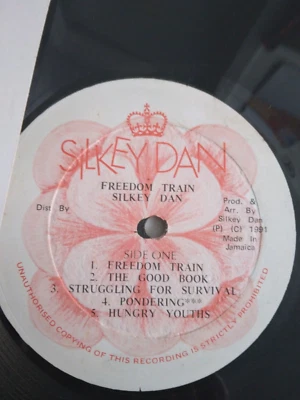 SILKEY DAN
FREEDOM TRAIN
SILKEY DAN
Dist By
Prod &
Arr By
Silkey Dan
(P) (C) 1991
Made In
Jamaica
SIDE ONE
1. FREEDOM TRAIN
2. THE GOOD BOOK
3. STRUGGLING FOR SURVIVAL
4. PONDERING***
5. HUNGRY YOUTHS
UNAUTHORISED COPYING OF THIS RECORDING IS STRICTLY PROHIBITED